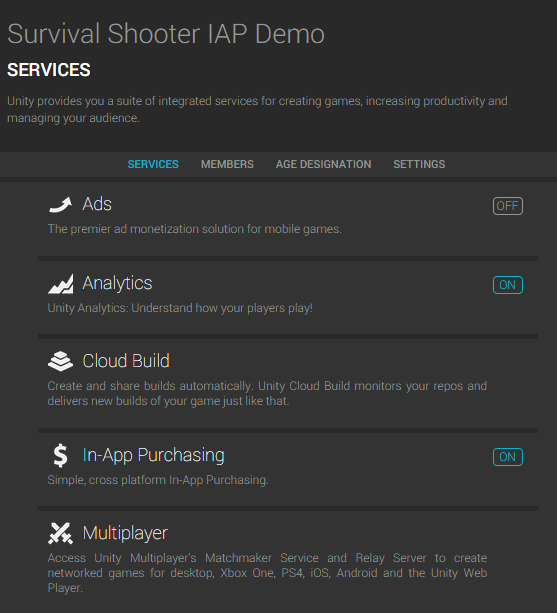 Survival Shooter IAP Demo
SERVICES
Unity provides you a suite of integrated services for creating games, increasing productivity and
managing your audience.
SERVICES MEMBERS AGE DESIGNATION SETTINGS
Ads OFF
The premier ad monetization solution for mobile games.
Analytics ON
Unity Analytics: Understand how your players play!
Cloud Build
Create and share builds automatically. Unity Cloud Build monitors your repos and
delivers new builds of your game just like that.
In-App Purchasing ON
Simple, cross platform In-App Purchasing.
Multiplayer
Access Unity Multiplayer's Matchmaker Service and Relay Server to create
networked games for desktop, Xbox One, PS4, iOS, Android and the Unity Web
Player.